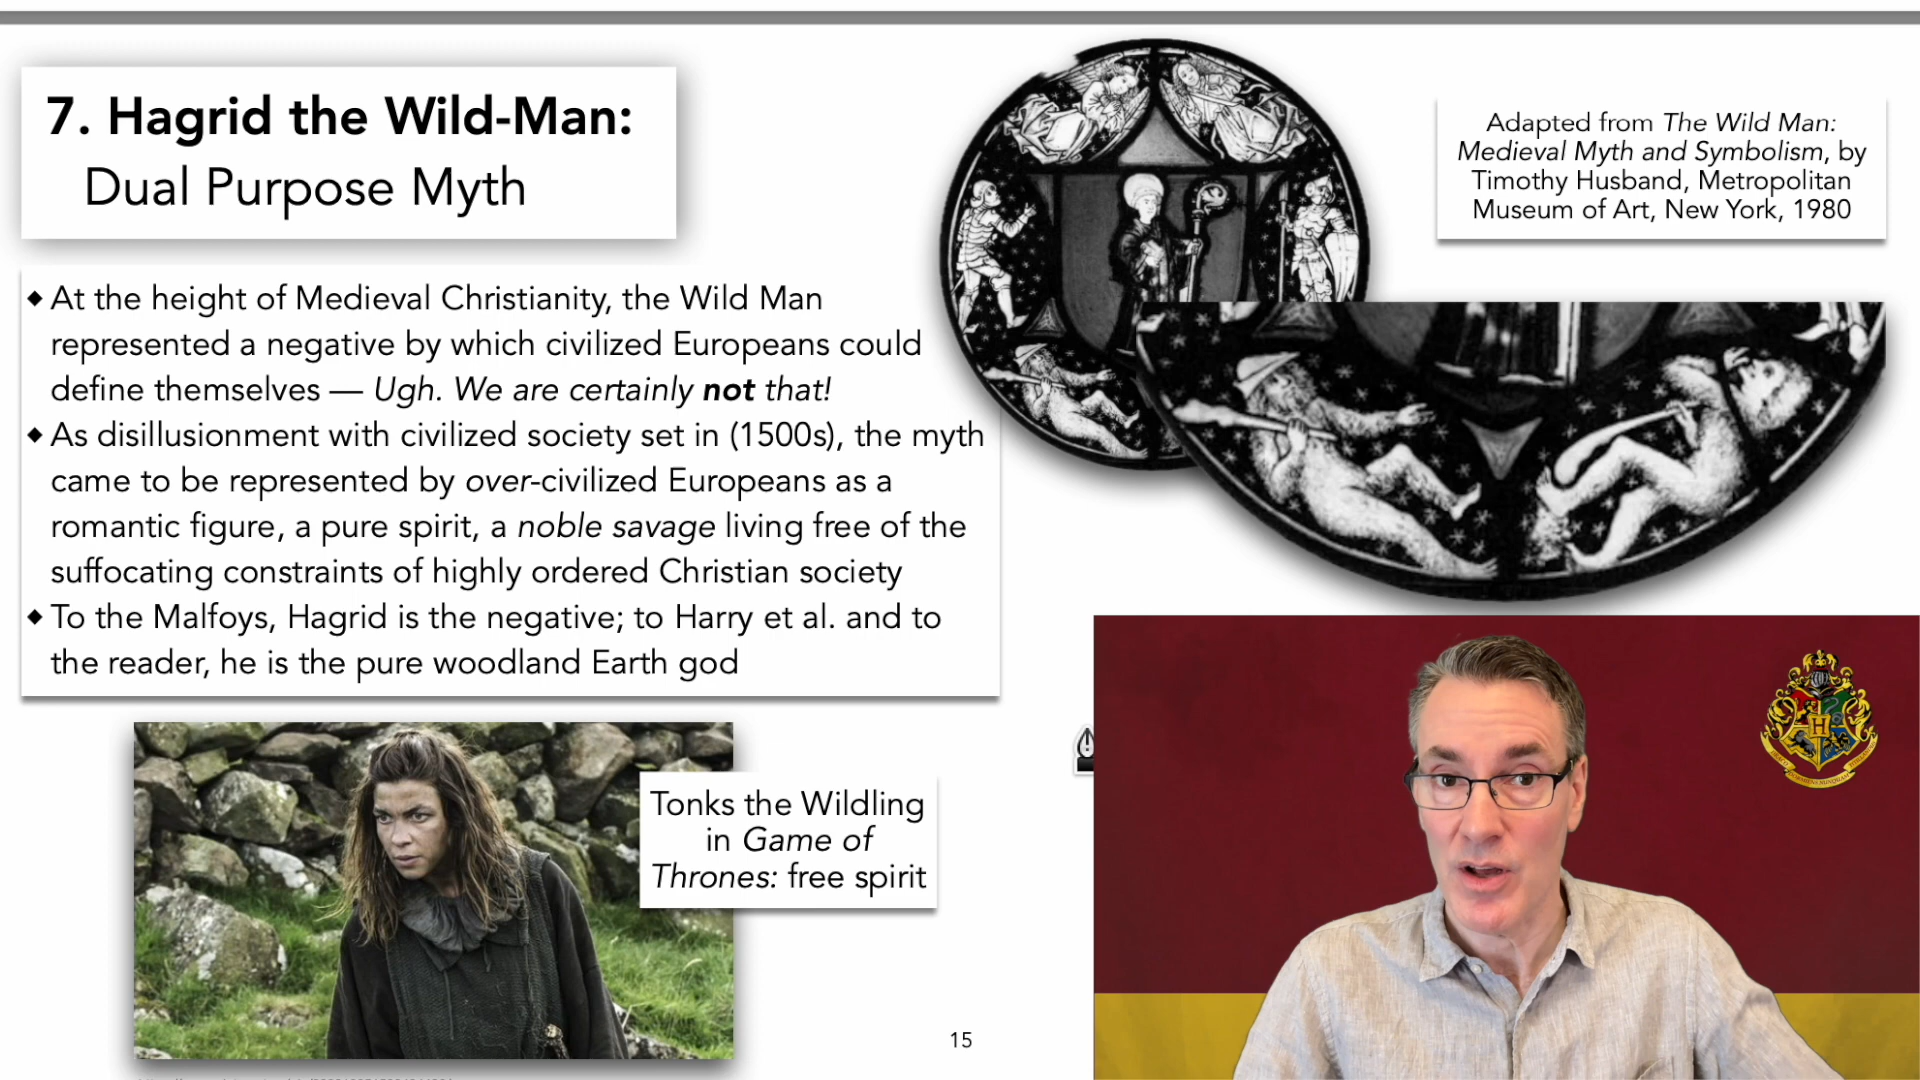 7. Hagrid the Wild-Man:
Dual Purpose Myth
Adapted from The Wild Man:
Medieval Myth and Symbolism, by
Timothy Husband, Metropolitan
Museum of Art, New York, 1980
◆ At the height of Medieval Christianity, the Wild Man
represented a negative by which civilized Europeans could
define themselves — Ugh. We are certainly not that!
◆ As disillusionment with civilized society set in (1500s), the myth
came to be represented by over-civilized Europeans as a
romantic figure, a pure spirit, a noble savage living free of the
suffocating constraints of highly ordered Christian society
◆ To the Malfoys, Hagrid is the negative; to Harry et al. and to
the reader, he is the pure woodland Earth god
Tonks the Wildling
in Game of
Thrones: free spirit
H
15